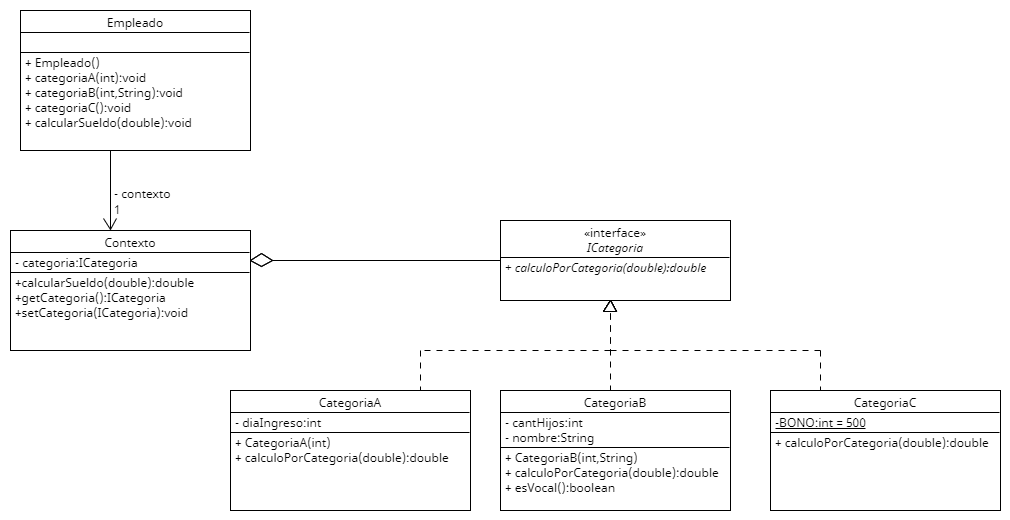 Empleado
+ Empleado()
+ categoriaA(int):void
+ categoriaB(int,String):void
+ categoriaC():void
+ calcularSueldo(double):void
- contexto
1
Contexto
- categoria:ICategoria
+calcularSueldo(double):double
+getCategoria():ICategoria
+setCategoria(ICategoria):void
«interface»
ICategoria
+ calculoPorCategoria(double):double
CategoriaA
- diaIngreso:int
+ CategoriaA(int)
+ calculoPorCategoria(double):double
CategoriaB
- cantHijos:int
- nombre:String
+ CategoriaB(int,String)
+ calculoPorCategoria(double):double
+ esVocal():boolean
CategoriaC
-BONO:int = 500
+ calculoPorCategoria(double):double